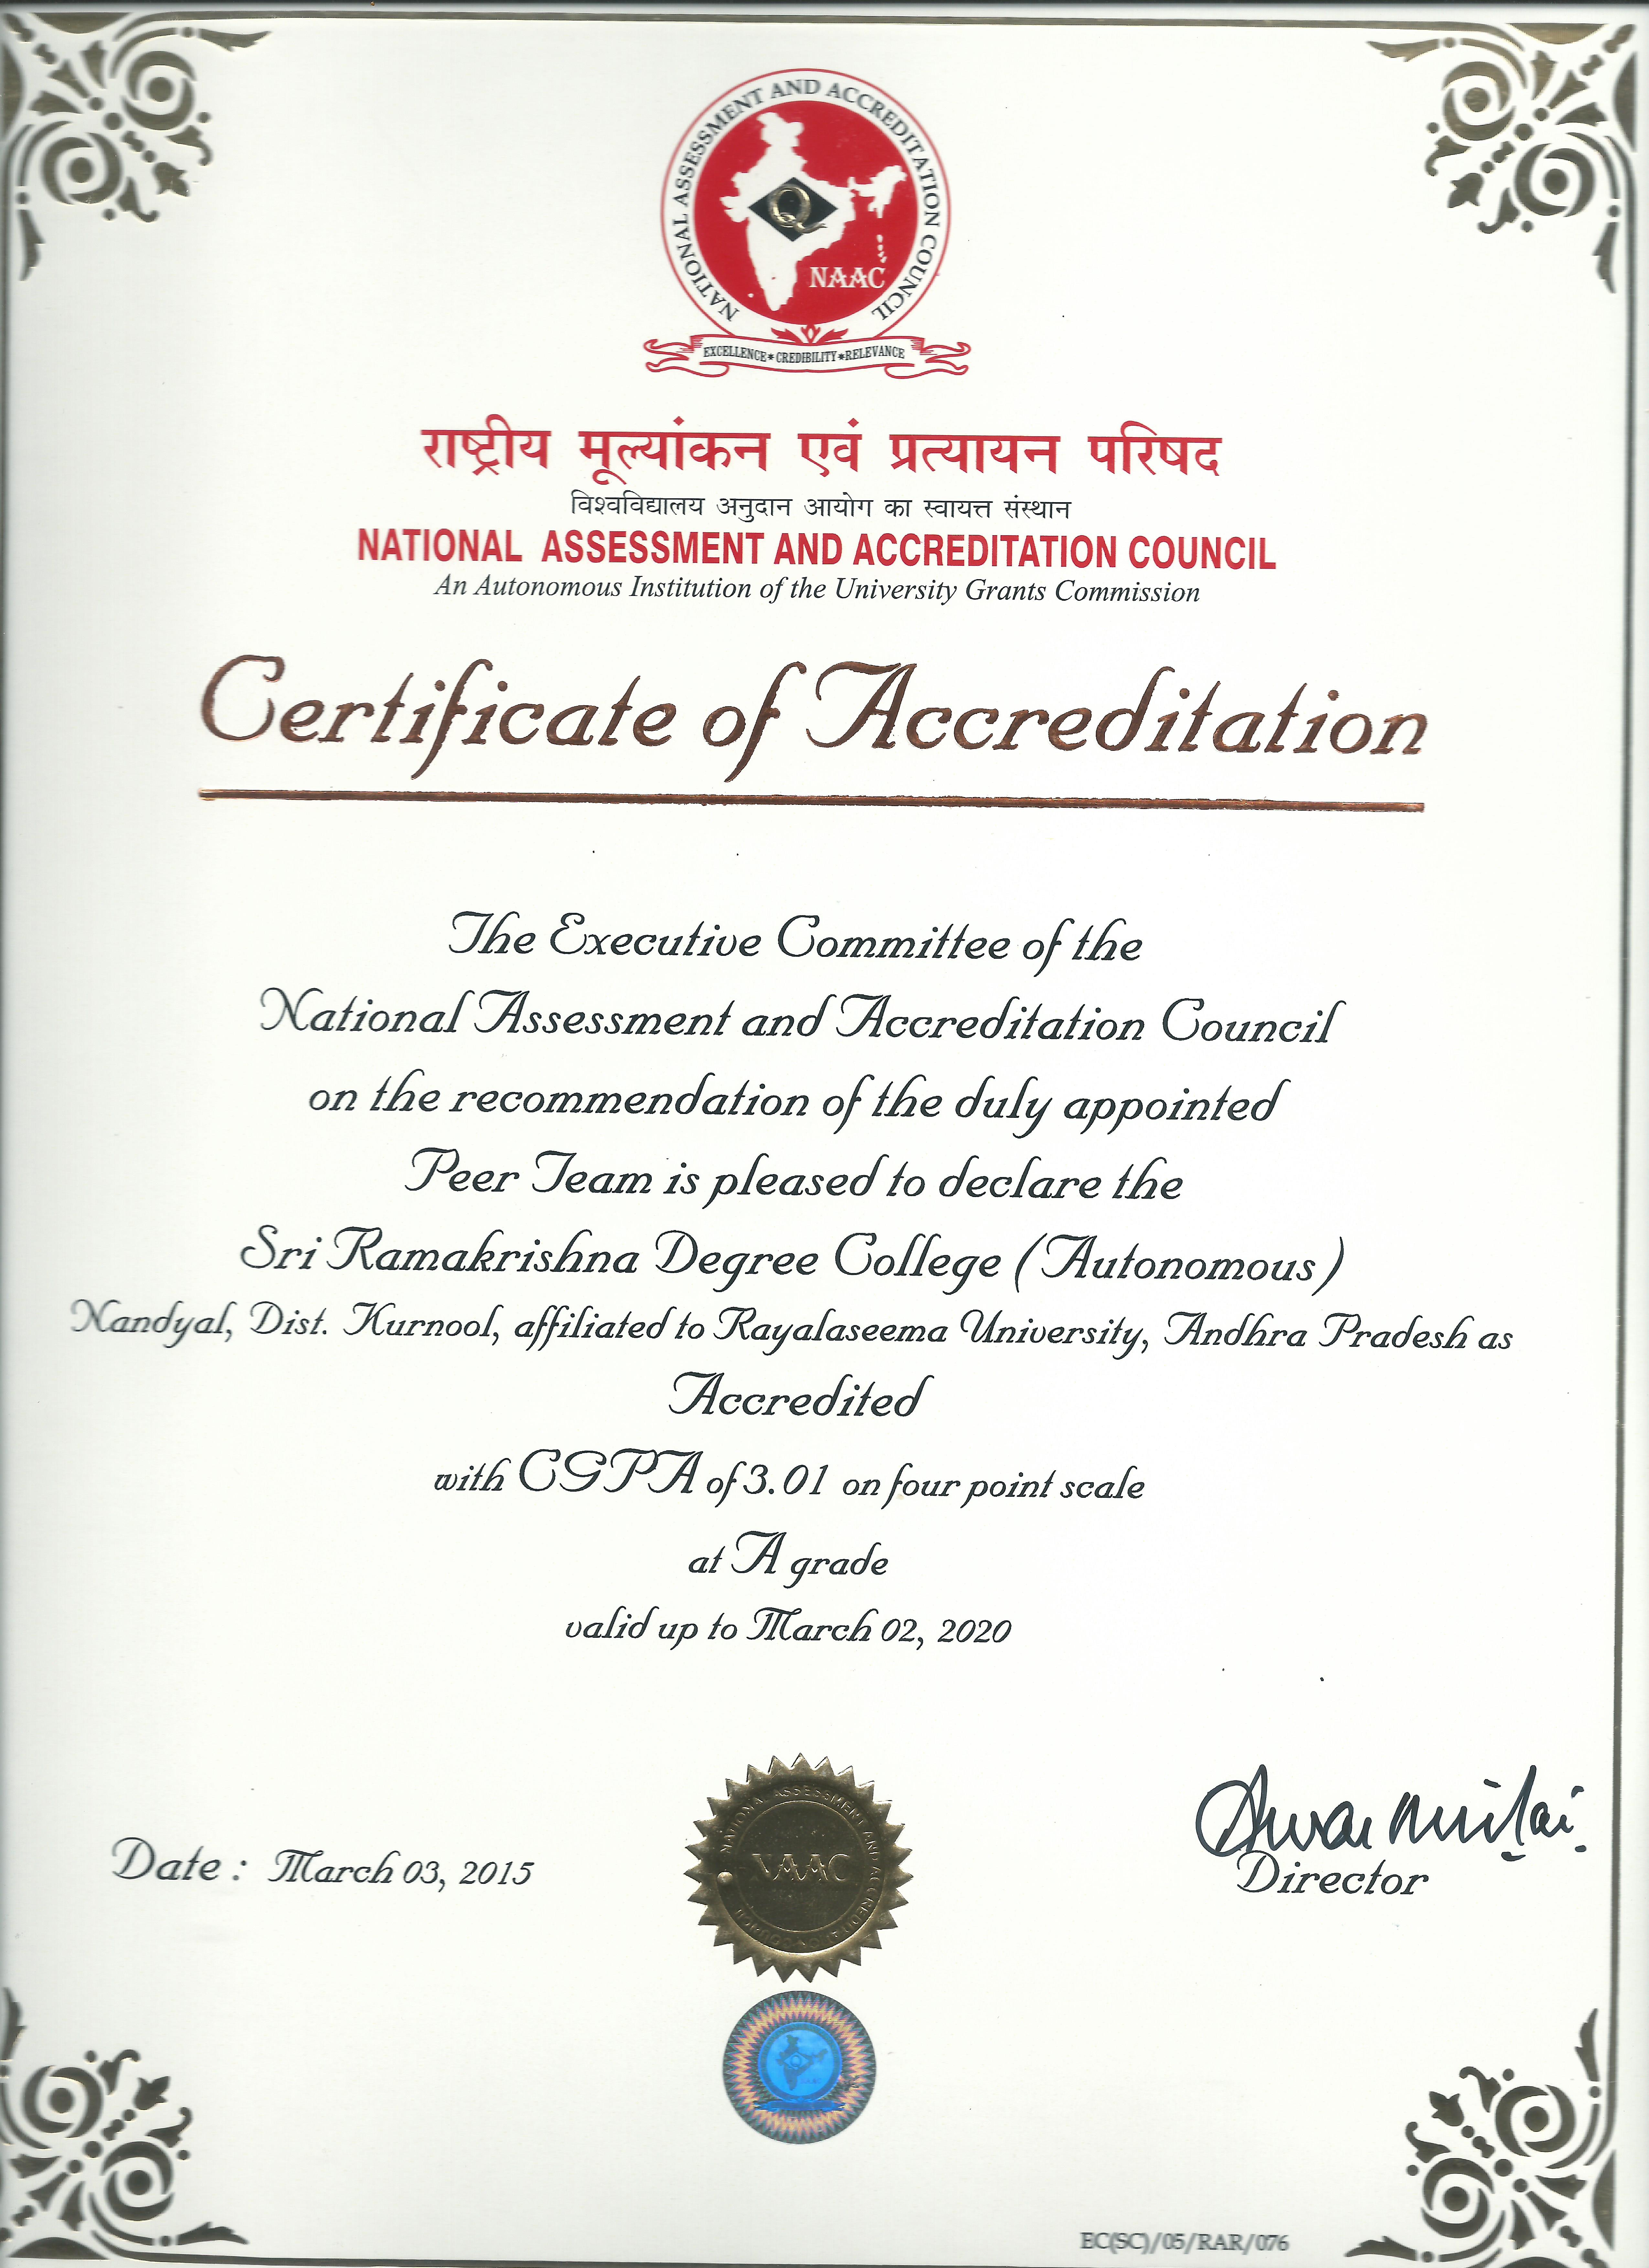 NATIONAL ASSESSMENT AND ACCREDITATION COUNCIL
Q
NAAC
EXCELLENCE * CREDIBILITY * RELEVANCE
राष्ट्रीय मूल्यांकन एवं प्रत्यायन परिषद
विश्वविद्यालय अनुदान आयोग का स्वायत्त संस्थान
NATIONAL ASSESSMENT AND ACCREDITATION COUNCIL
An Autonomous Institution of the University Grants Commission
Certificate of Accreditation
The Executive Committee of the
National Assessment and Accreditation Council
on the recommendation of the duly appointed
Peer Team is pleased to declare the
Sri Ramakrishna Degree College (Autonomous)
Nandyal, Dist. Kurnool, affiliated to Rayalaseema University, Andhra Pradesh as
Accredited
with CGPA of 3.01 on four point scale
at A grade
valid up to March 02, 2020
NATIONAL ASSESSMENT AND ACCREDITATION COUNCIL
NAAC
Date : March 03, 2015
Director
EC(SC)/05/RAR/076